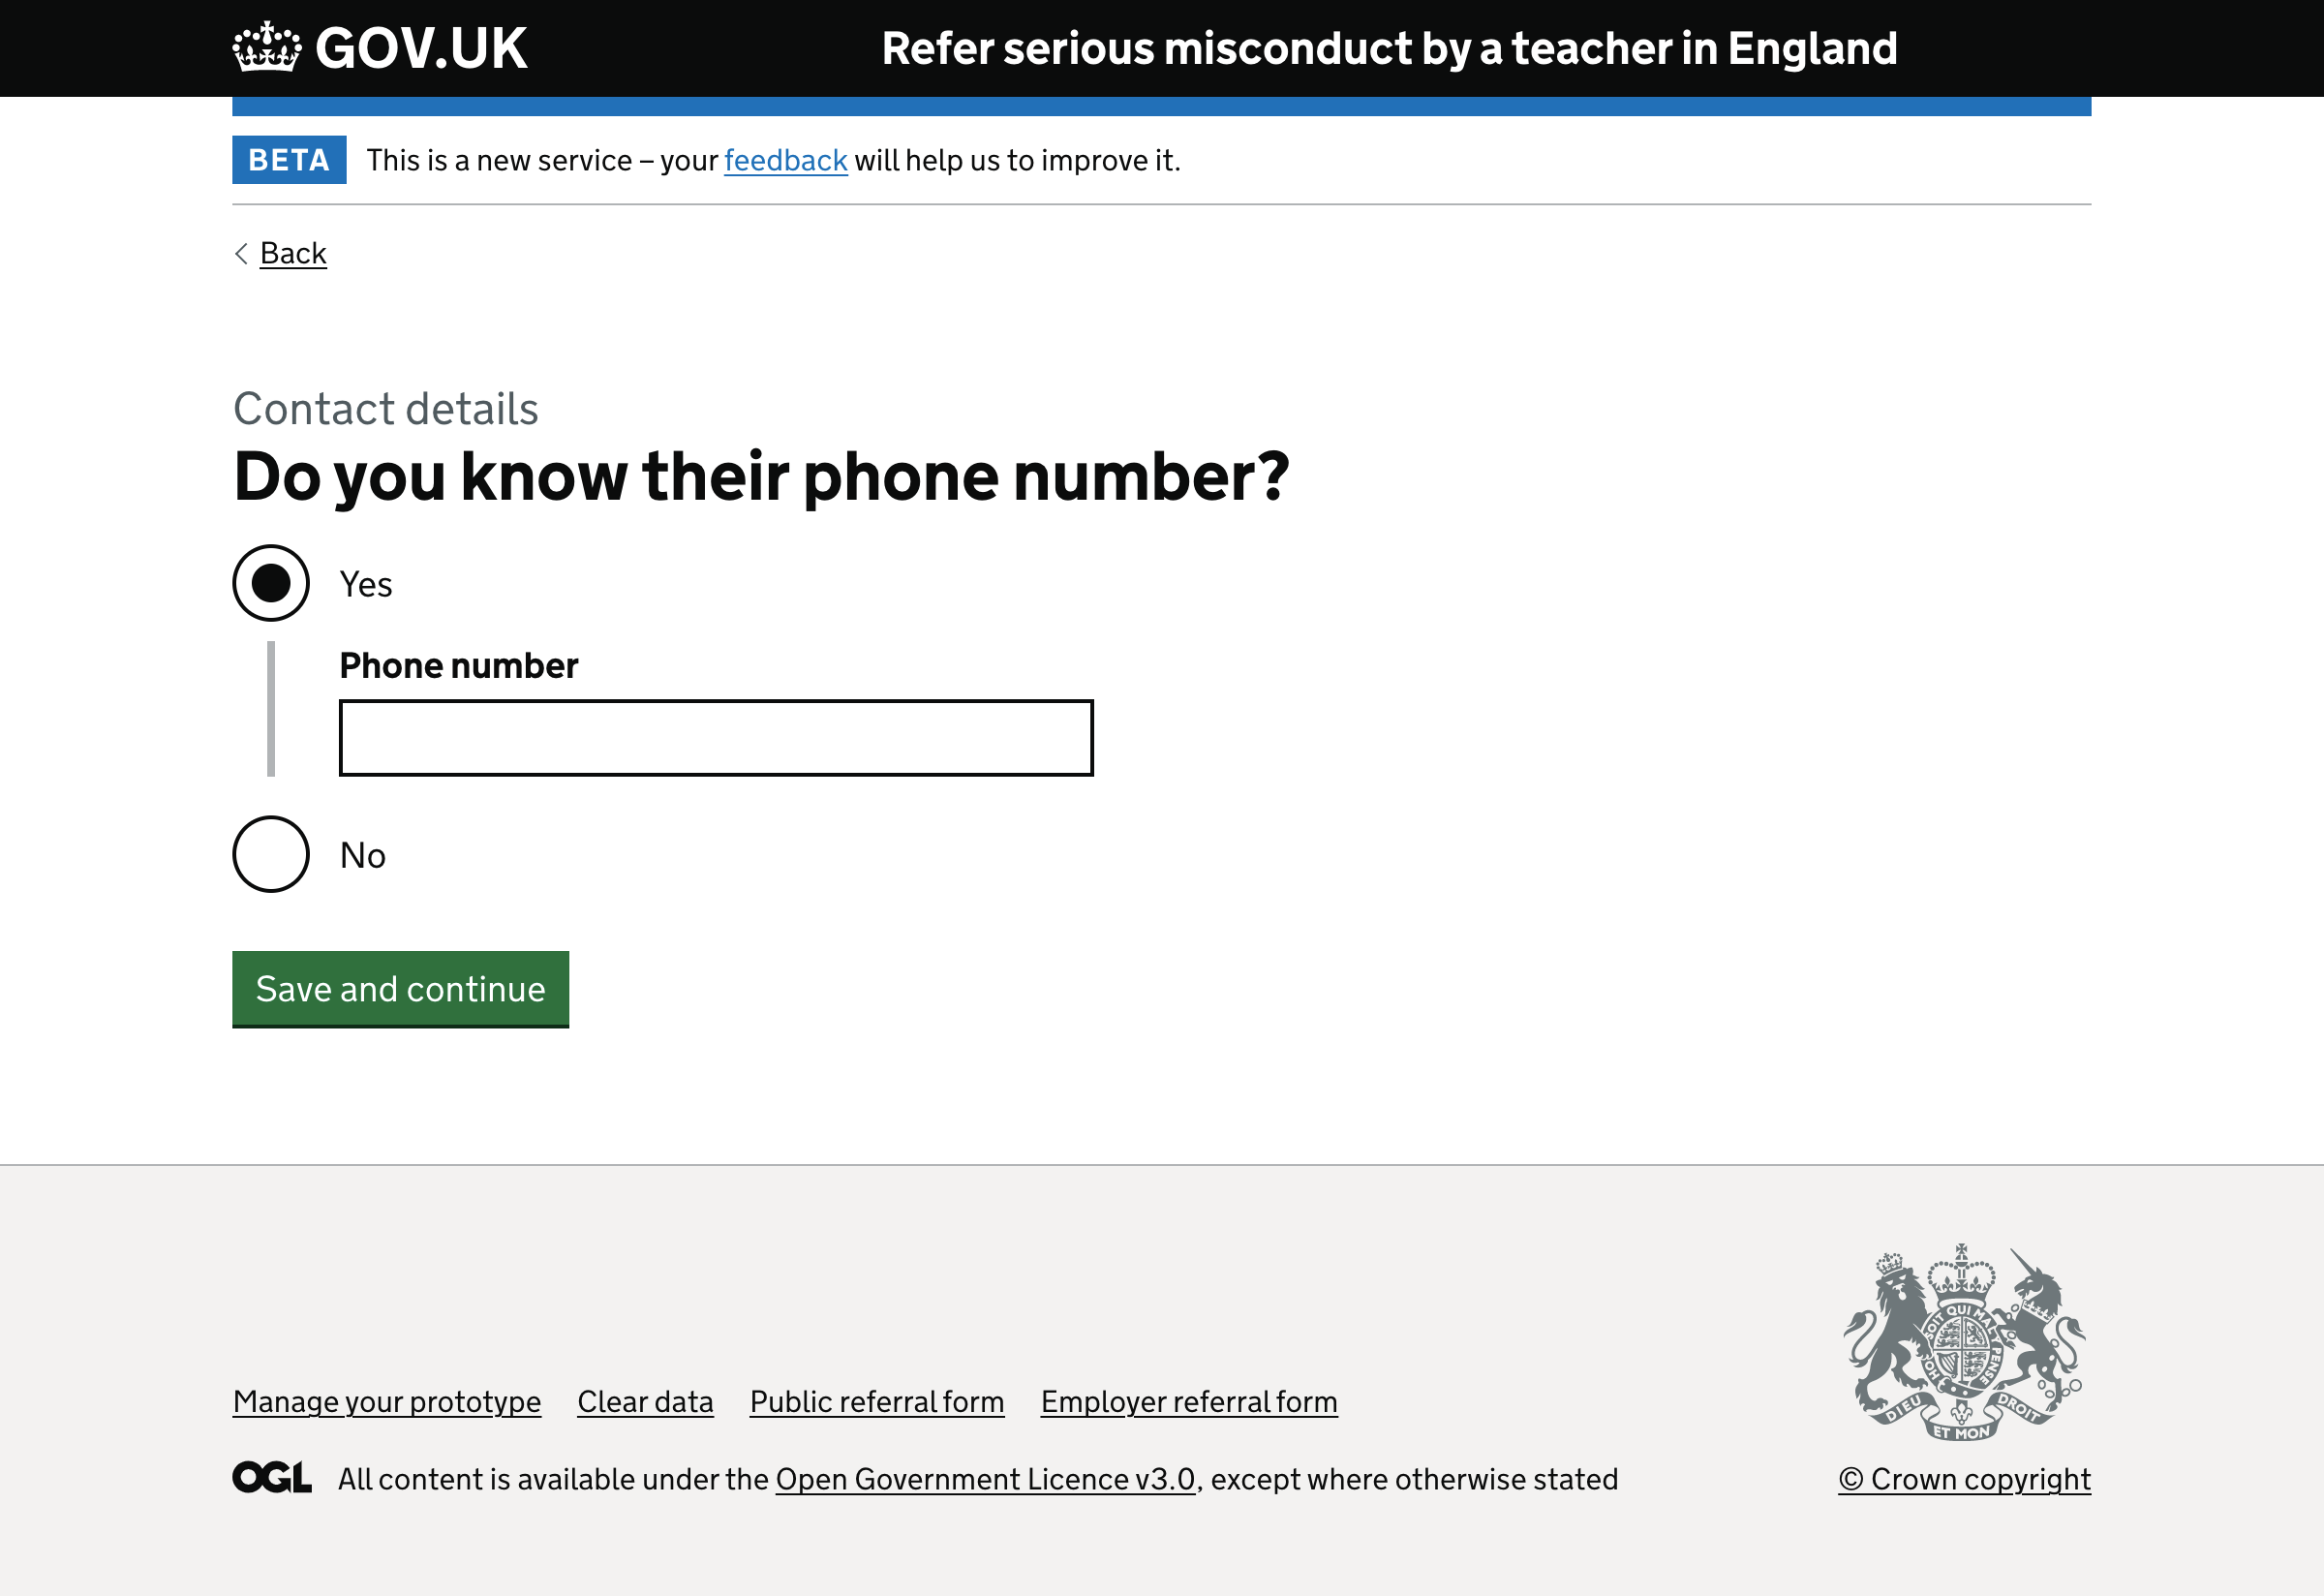 GOV.UK
Refer serious misconduct by a teacher in England
BETA
This is a new service – your feedback will help us to improve it.
Back
Contact details
Do you know their phone number?
Yes
Phone number
No
Save and continue
Manage your prototype
Clear data
Public referral form
Employer referral form
OGL
All content is available under the Open Government Licence v3.0, except where otherwise stated
SOIT QUI MAL Y PENSE
HO
DIEU ET MON DROIT
© Crown copyright